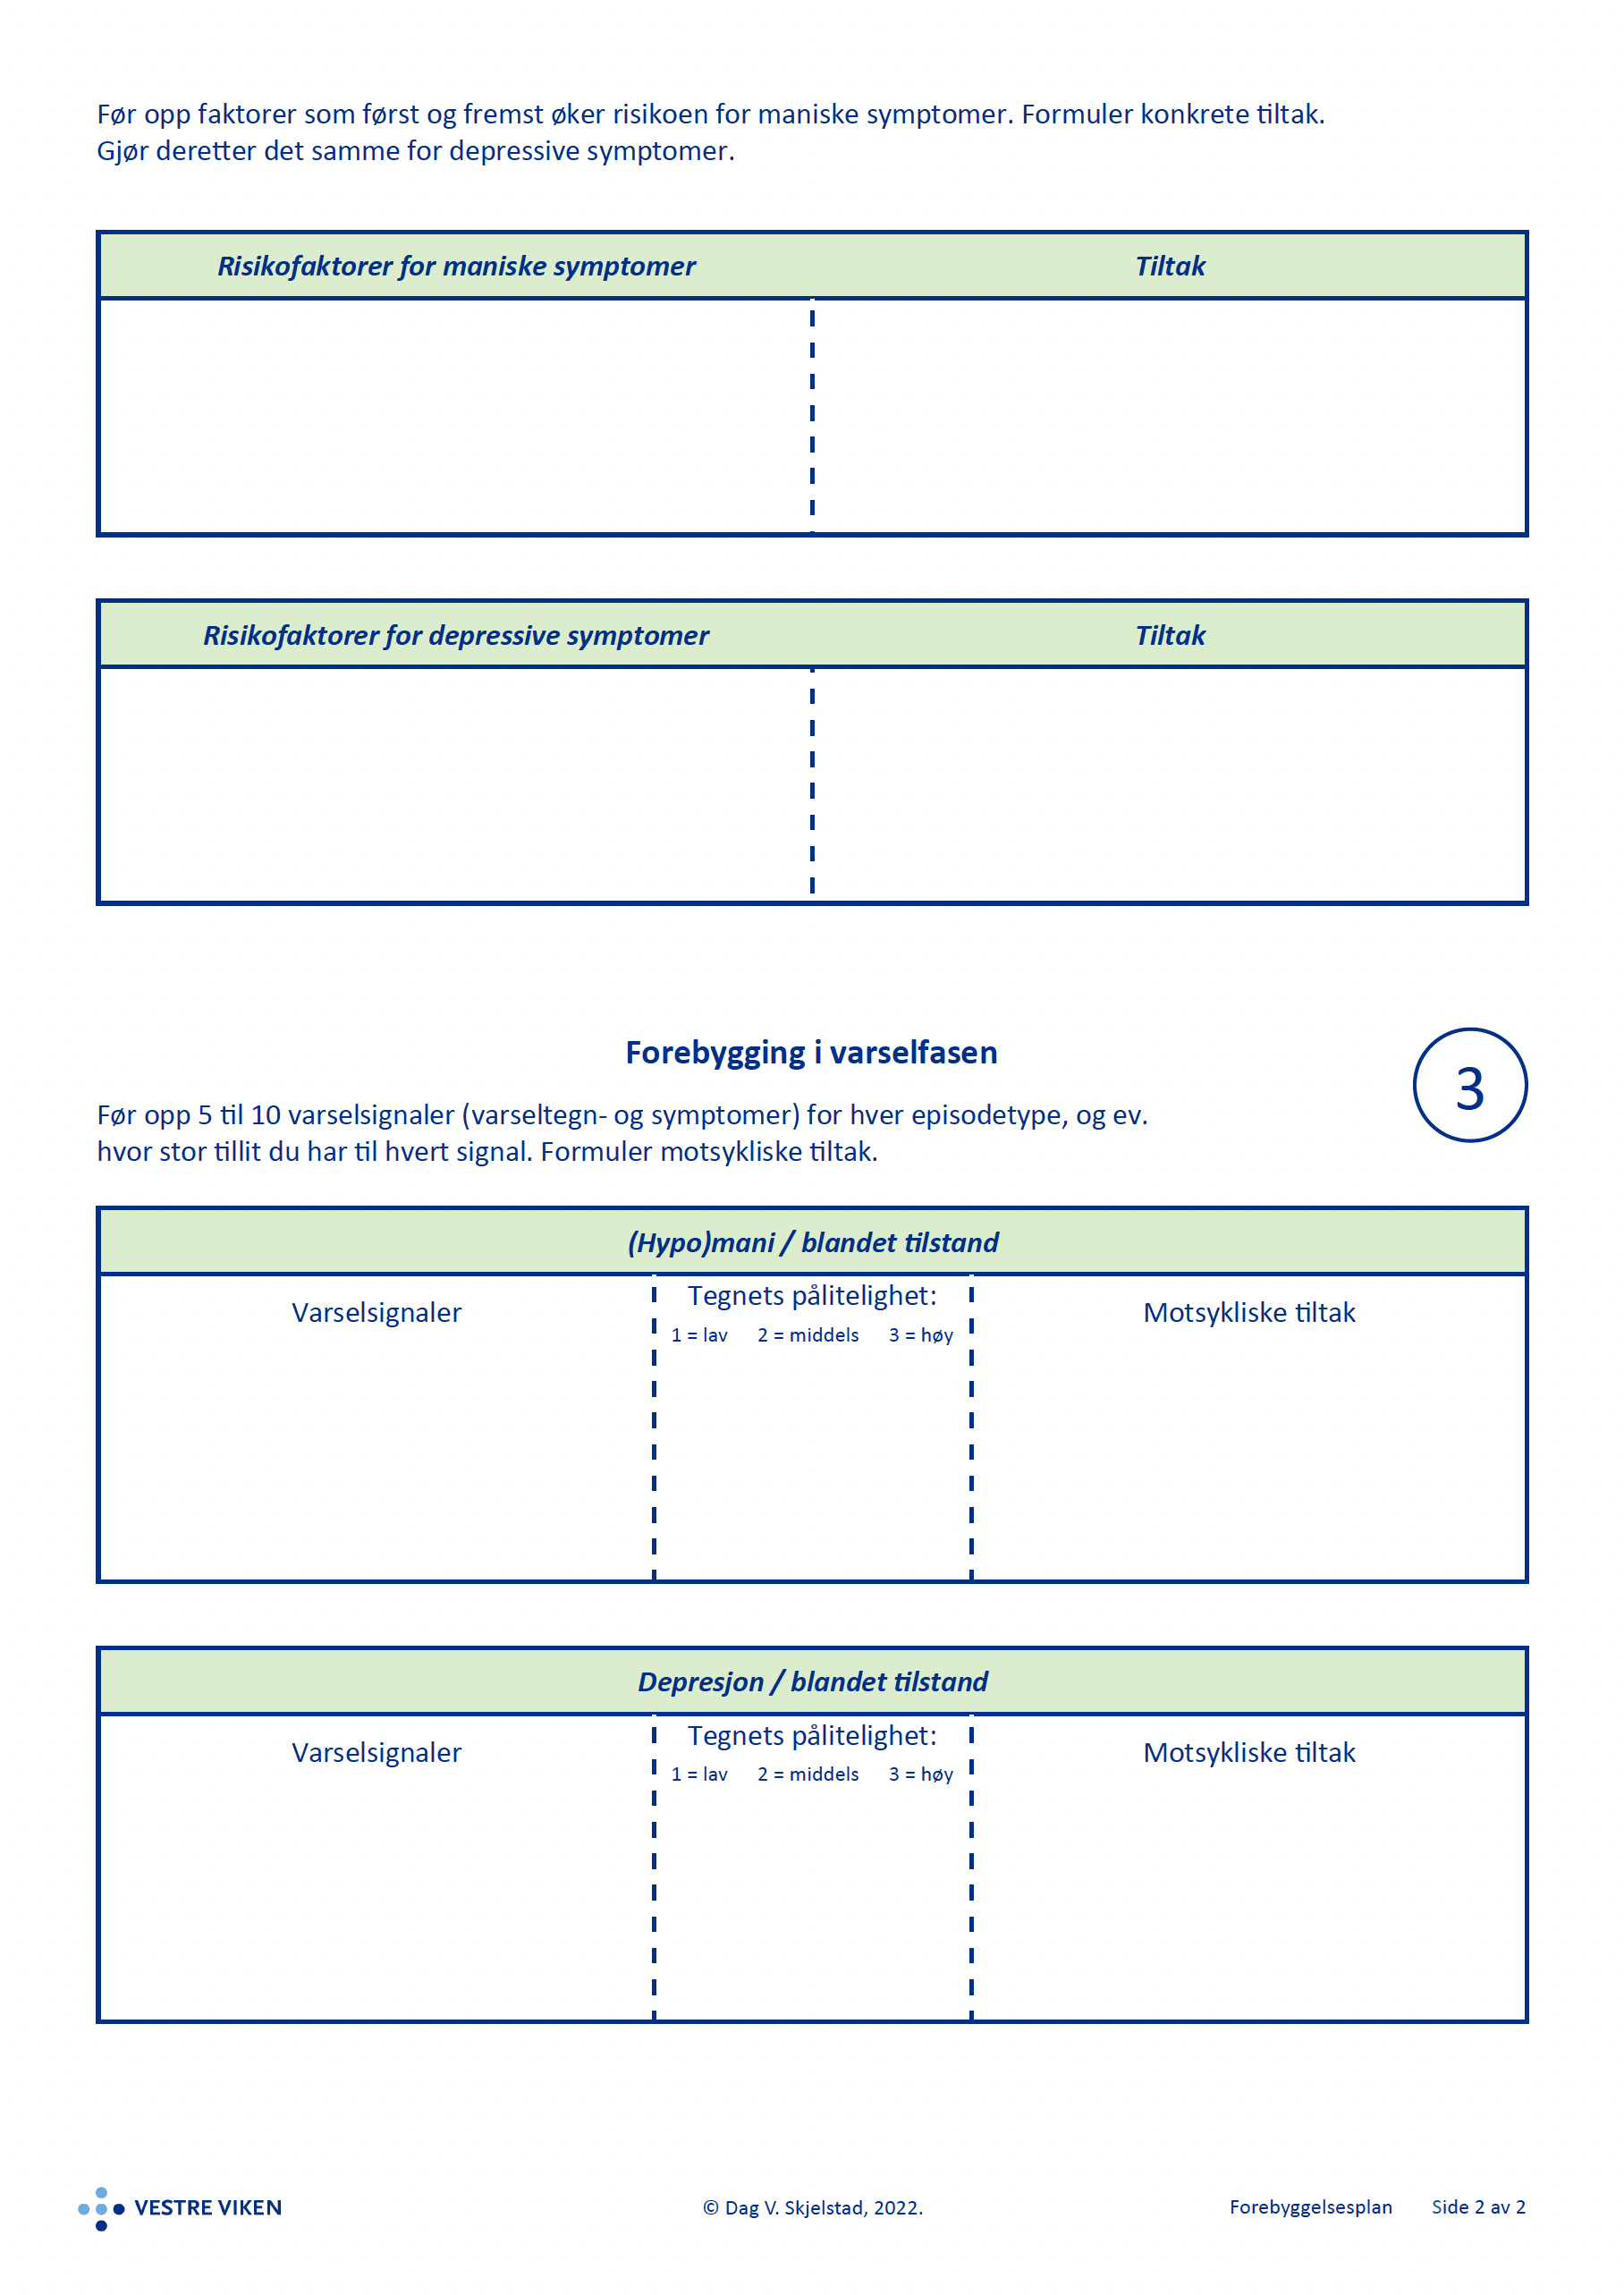 Før opp faktorer som først og fremst øker risikoen for maniske symptomer. Formuler konkrete tiltak.
Gjør deretter det samme for depressive symptomer.
Risikofaktorer for maniske symptomer
Tiltak
Risikofaktorer for depressive symptomer
Tiltak
Forebygging i varselfasen
3
Før opp 5 til 10 varselsignaler (varseltegn- og symptomer) for hver episodetype, og ev.
hvor stor tillit du har til hvert signal. Formuler motsykliske tiltak.
(Hypo)mani / blandet tilstand
Varselsignaler
Tegnets pålitelighet:
1 = lav 2 = middels 3 = høy
Motsykliske tiltak
Depresjon / blandet tilstand
Varselsignaler
Tegnets pålitelighet:
1 = lav 2 = middels 3 = høy
Motsykliske tiltak
VESTRE VIKEN
© Dag V. Skjelstad, 2022.
Forebyggelsesplan Side 2 av 2